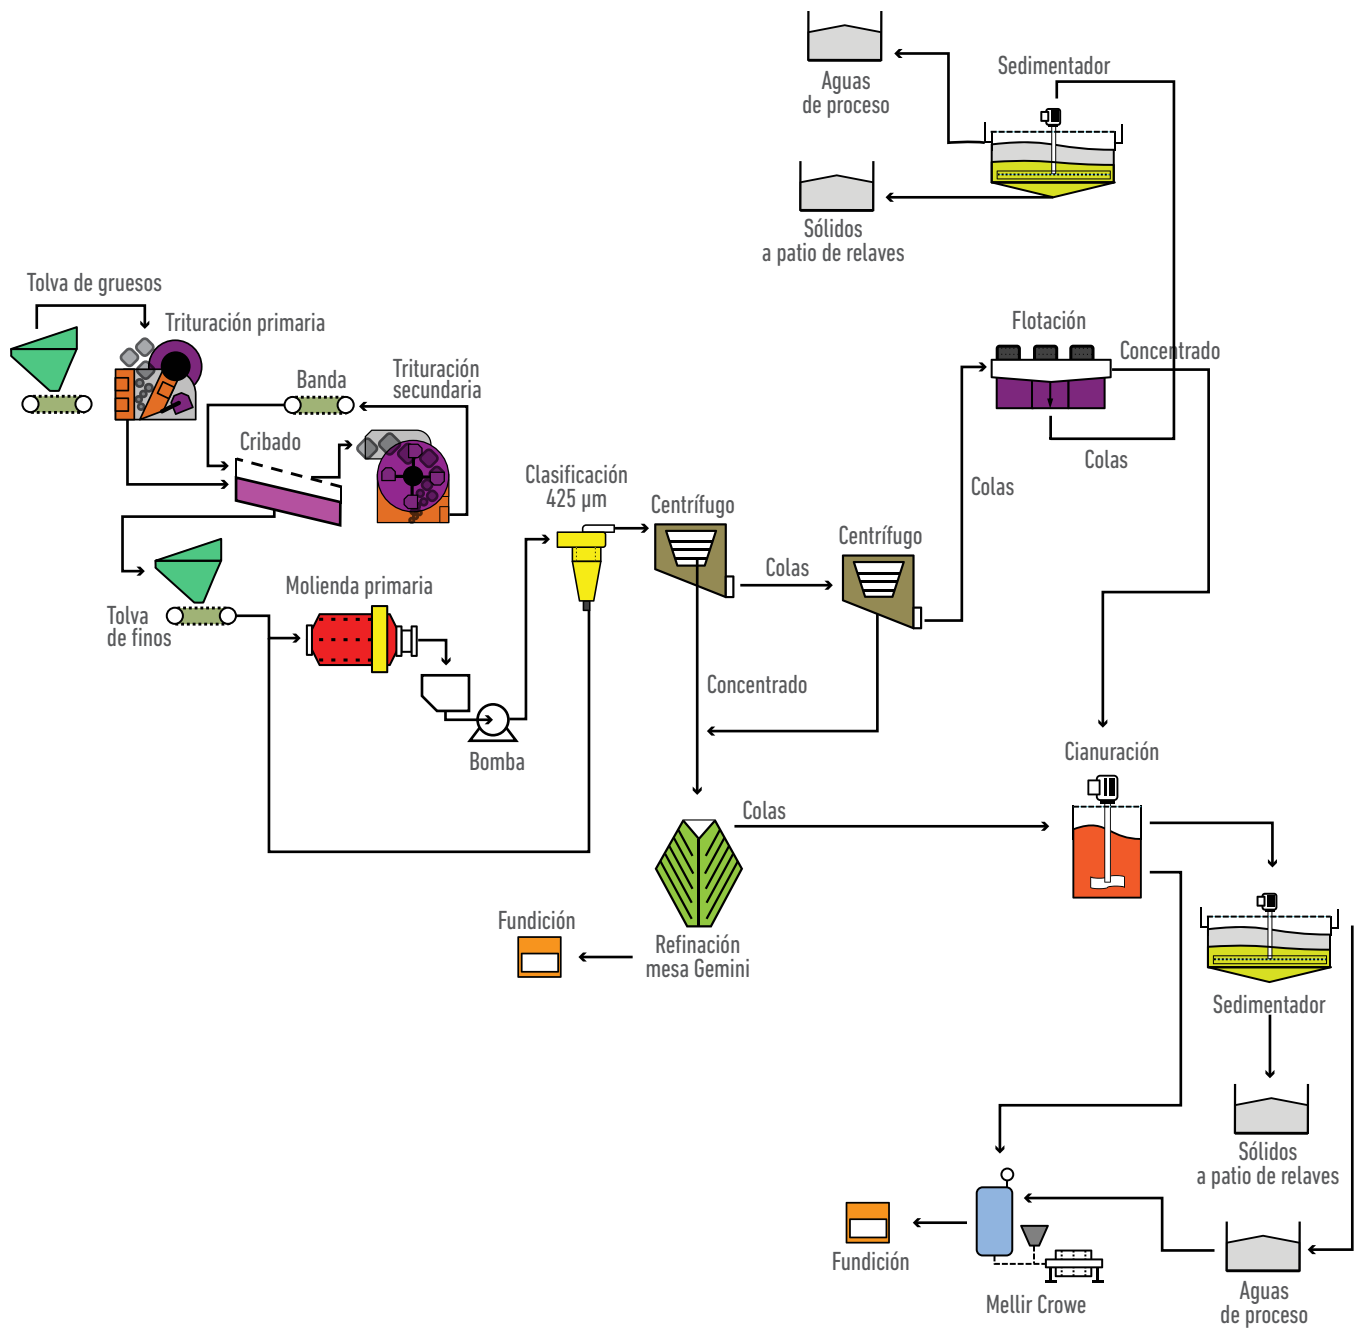 Sedimentador
Aguas
de proceso
Sólidos
a patio de relaves
Tolva de gruesos
Trituración primaria
Flotación
Concentrado
Trituración
secundaria
Banda
Cribado
Colas
Clasificación
425 µm
Centrífugo
Colas
Centrífugo
Colas
Molienda primaria
Tolva
de finos
Concentrado
Bomba
Cianuración
Colas
Fundición
Refinación
mesa Gemini
Sedimentador
Sólidos
a patio de relaves
Fundición
Mellir Crowe
Aguas
de proceso